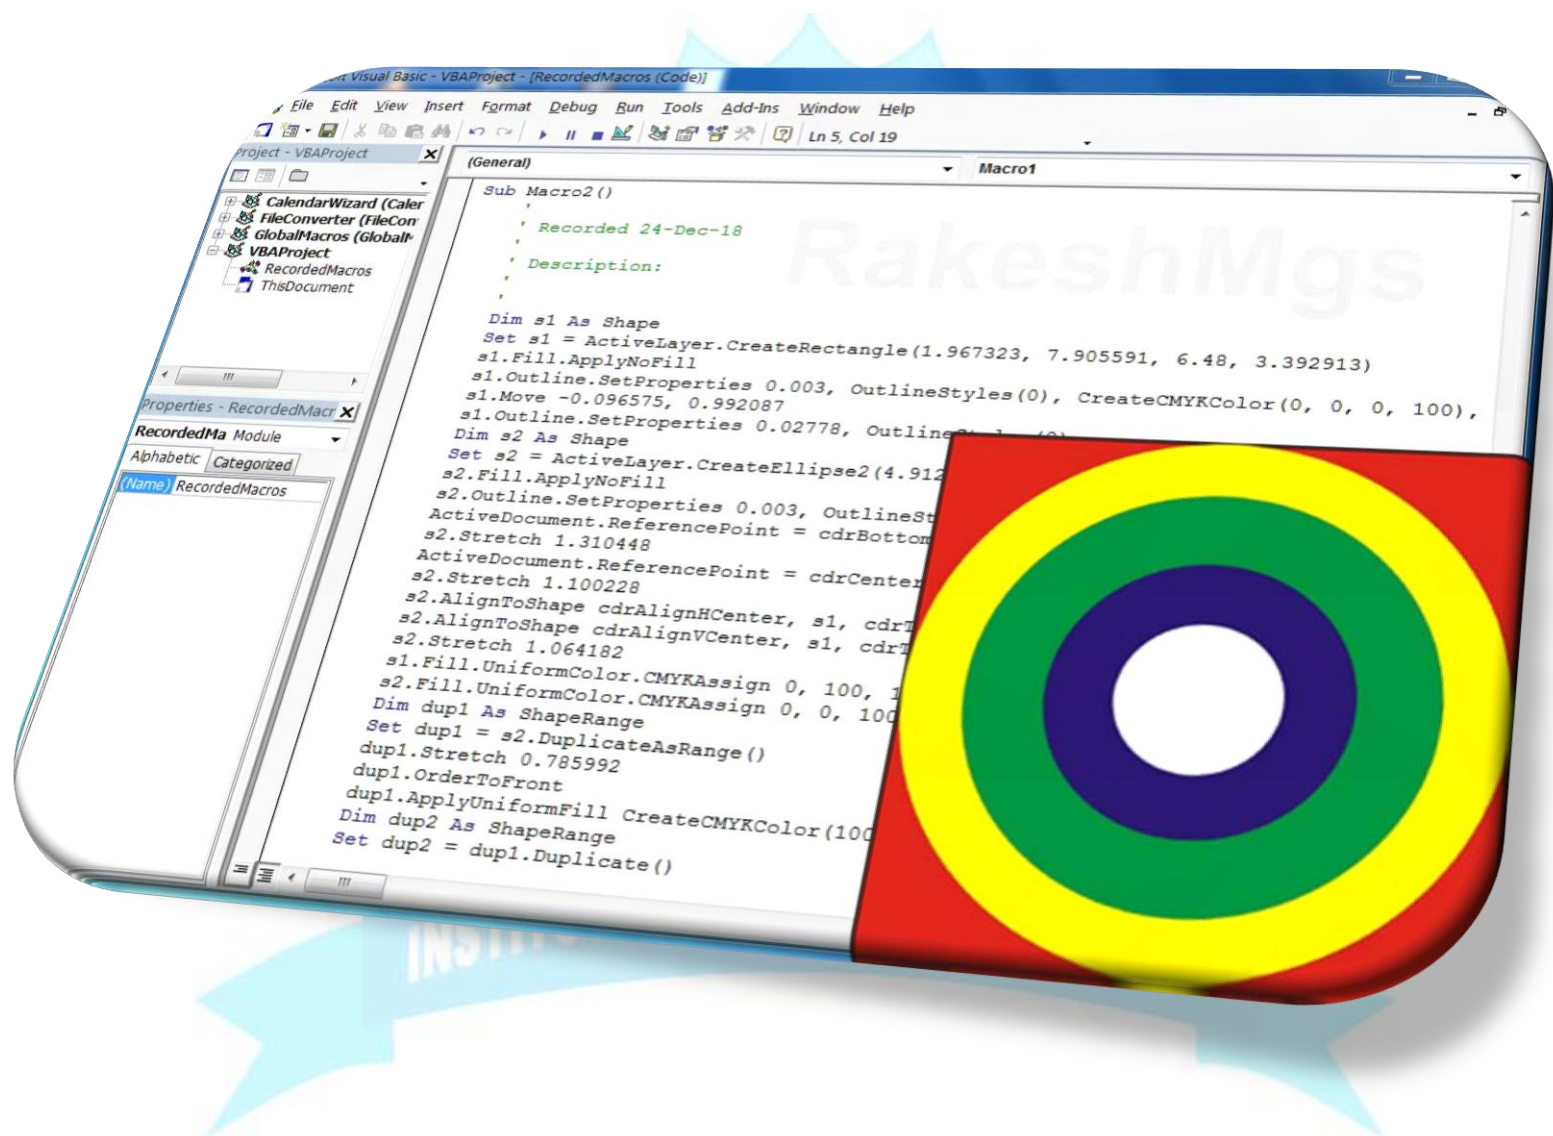 Visual Basic - VBAProject - [RecordedMacros (Code)]
File Edit View Insert Format Debug Run Tools Add-Ins Window Help
Ln 5, Col 19
Project - VBAProject
CalendarWizard (Caler
FileConverter (FileCon
GlobalMacros (GlobalM
VBAProject
RecordedMacros
ThisDocument
Properties - RecordedMacr
RecordedMa Module
Alphabetic Categorized
(Name) RecordedMacros
(General) Macro1
Sub Macro2()
'
' Recorded 24-Dec-18
'
' Description:
'
'
Dim s1 As Shape
Set s1 = ActiveLayer.CreateRectangle(1.967323, 7.905591, 6.48, 3.392913)
s1.Fill.ApplyNoFill
s1.Outline.SetProperties 0.003, OutlineStyles(0), CreateCMYKColor(0, 0, 0, 100),
s1.Move -0.096575, 0.992087
s1.Outline.SetProperties 0.02778, OutlineStyles(0)
Dim s2 As Shape
Set s2 = ActiveLayer.CreateEllipse2(4.912
s2.Fill.ApplyNoFill
s2.Outline.SetProperties 0.003, OutlineSt
ActiveDocument.ReferencePoint = cdrBottom
s2.Stretch 1.310448
ActiveDocument.ReferencePoint = cdrCenter
s2.Stretch 1.100228
s2.AlignToShape cdrAlignHCenter, s1, cdrT
s2.AlignToShape cdrAlignVCenter, s1, cdrT
s2.Stretch 1.064182
s1.Fill.UniformColor.CMYKAssign 0, 100, 1
s2.Fill.UniformColor.CMYKAssign 0, 0, 100
Dim dup1 As ShapeRange
Set dup1 = s2.DuplicateAsRange()
dup1.Stretch 0.785992
dup1.OrderToFront
dup1.ApplyUniformFill CreateCMYKColor(100
Dim dup2 As ShapeRange
Set dup2 = dup1.Duplicate()
RakeshMgs